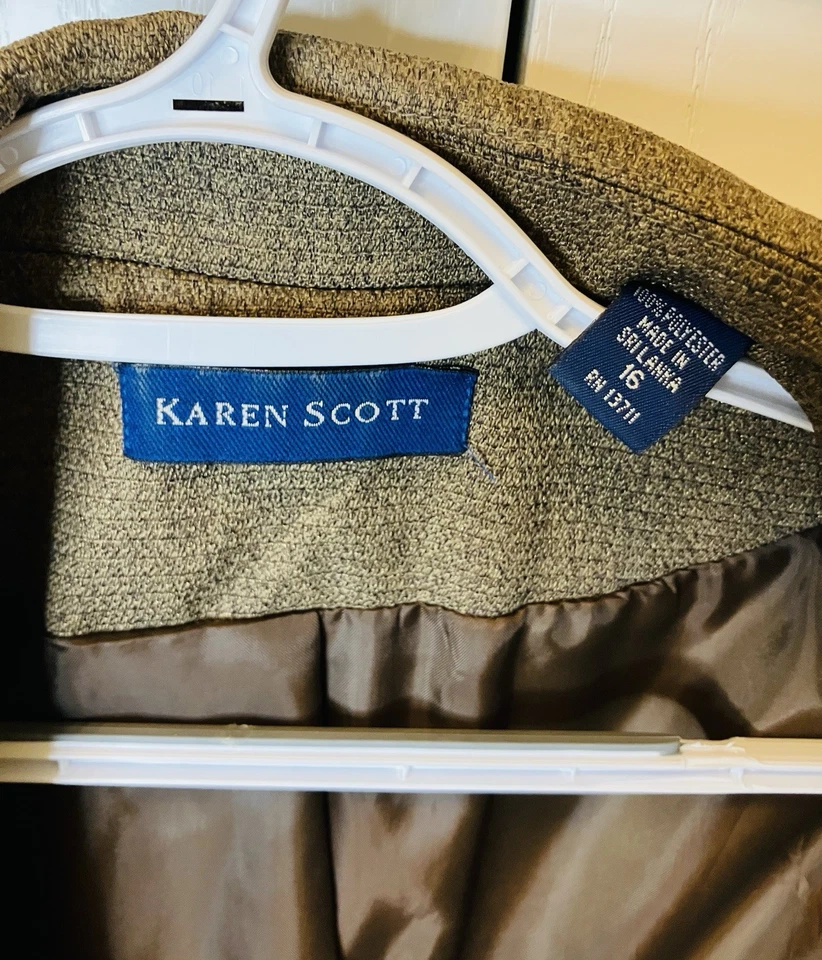 KAREN SCOTT
100% POLYESTER
MADE IN
SRI LANKA
16
RN 13711